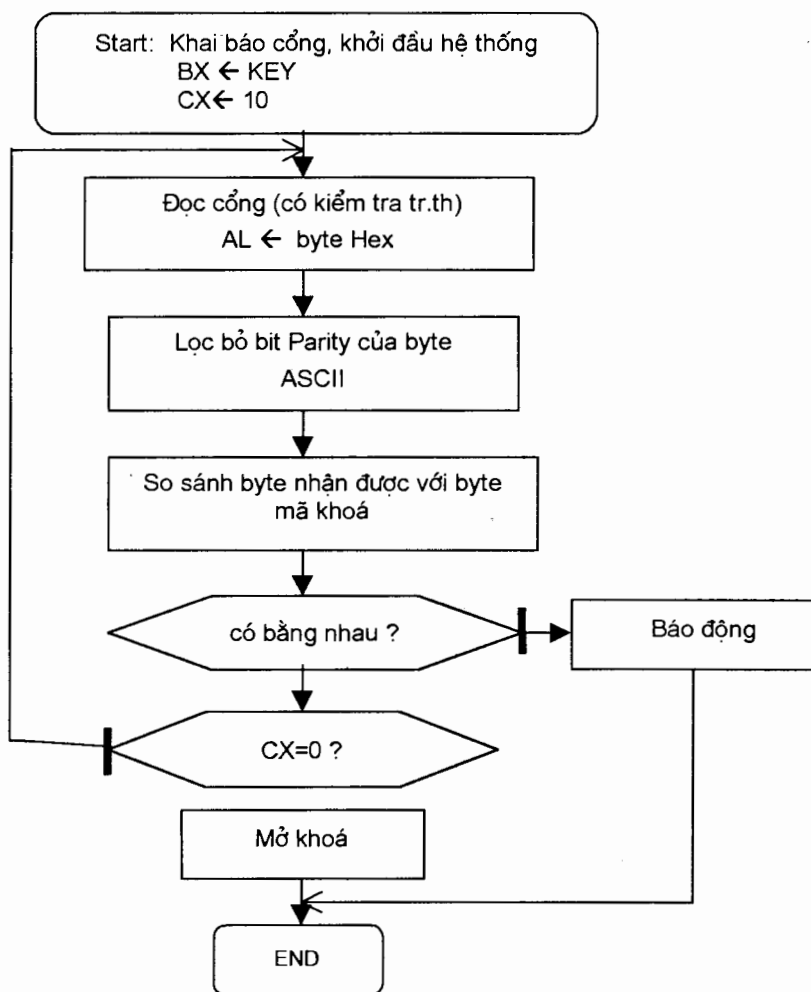 Start: Khai báo cổng, khởi đầu hệ thống
BX ← KEY
CX← 10
Đọc cổng (có kiểm tra tr.th)
AL ← byte Hex
Lọc bỏ bit Parity của byte
ASCII
So sánh byte nhận được với byte
mã khoá
có bằng nhau ?
Báo động
CX=0 ?
Mở khoá
END